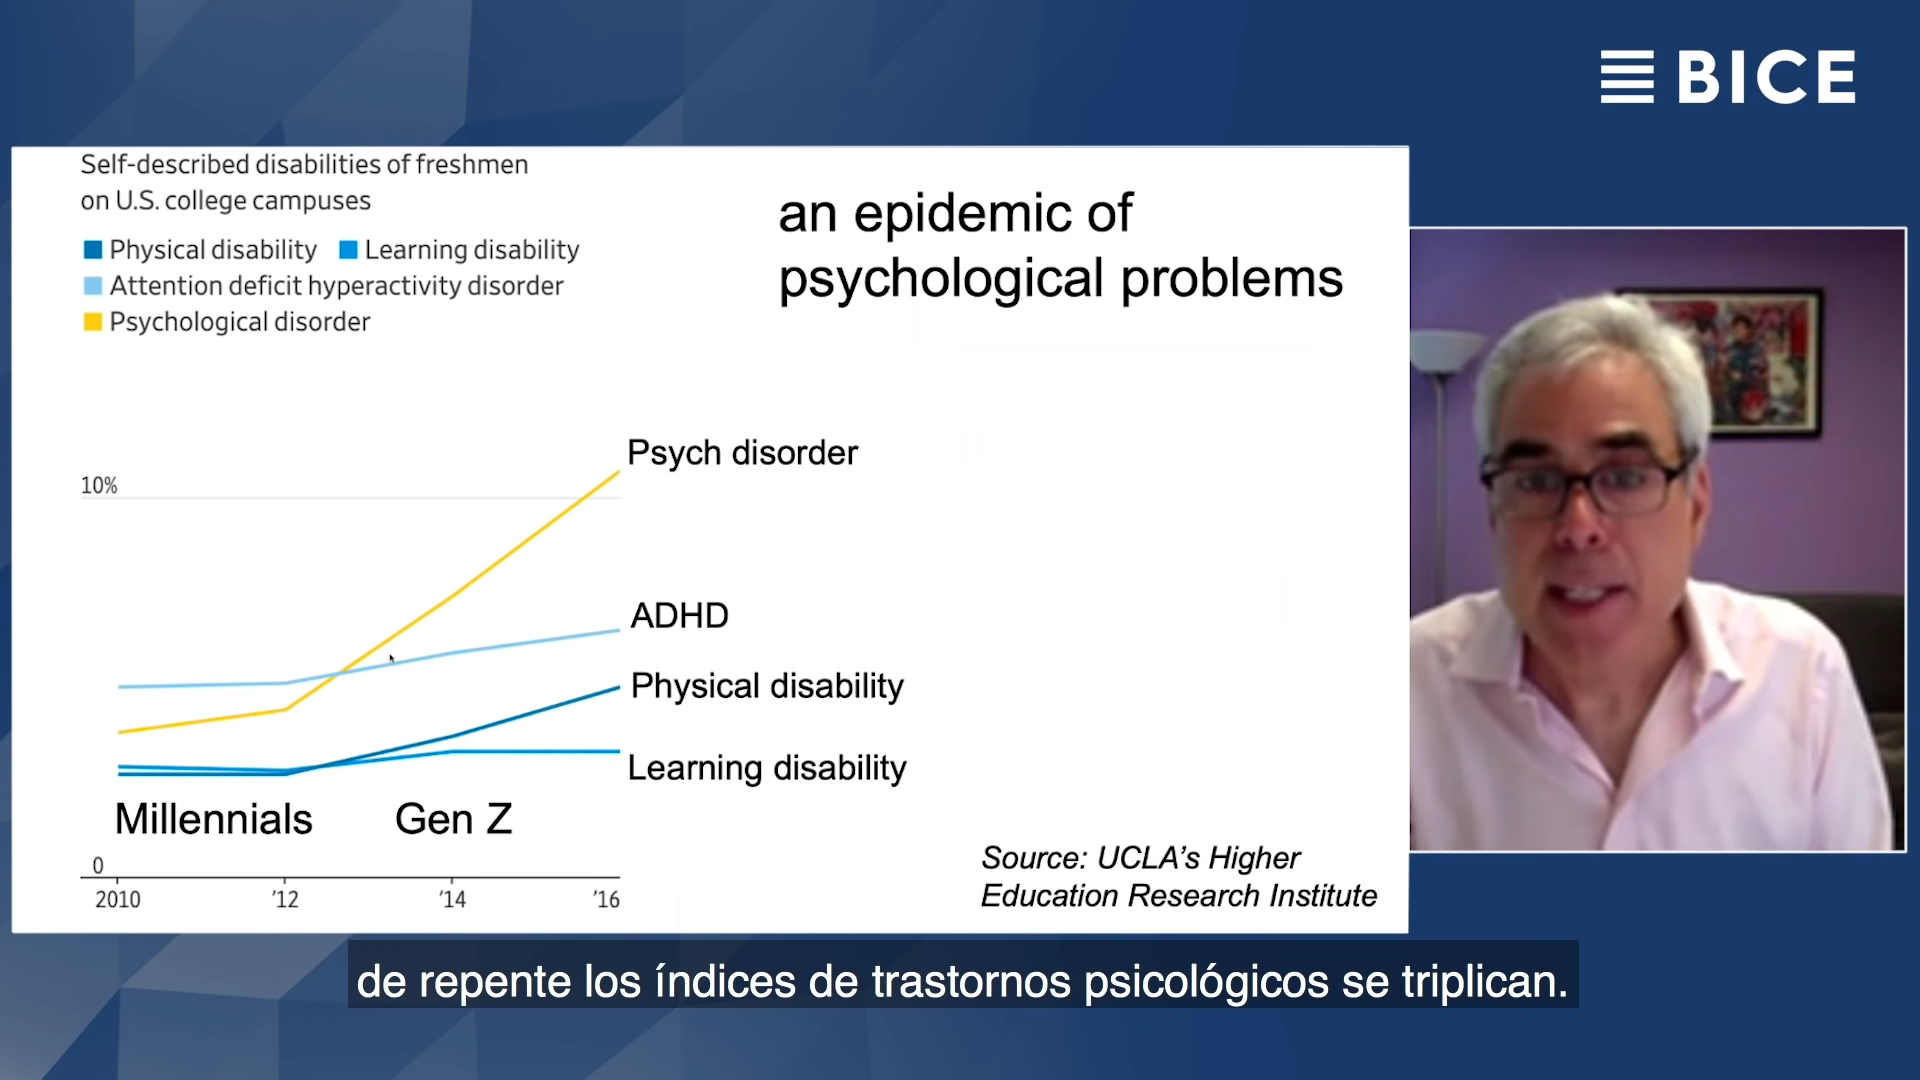 BICE
Self-described disabilities of freshmen
on U.S. college campuses
Physical disability Learning disability
Attention deficit hyperactivity disorder
Psychological disorder
an epidemic of
psychological problems
Psych disorder
10%
ADHD
Physical disability
Learning disability
Millennials Gen Z
0
2010 '12 '14 '16
Source: UCLA's Higher
Education Research Institute
de repente los índices de trastornos psicológicos se triplican.